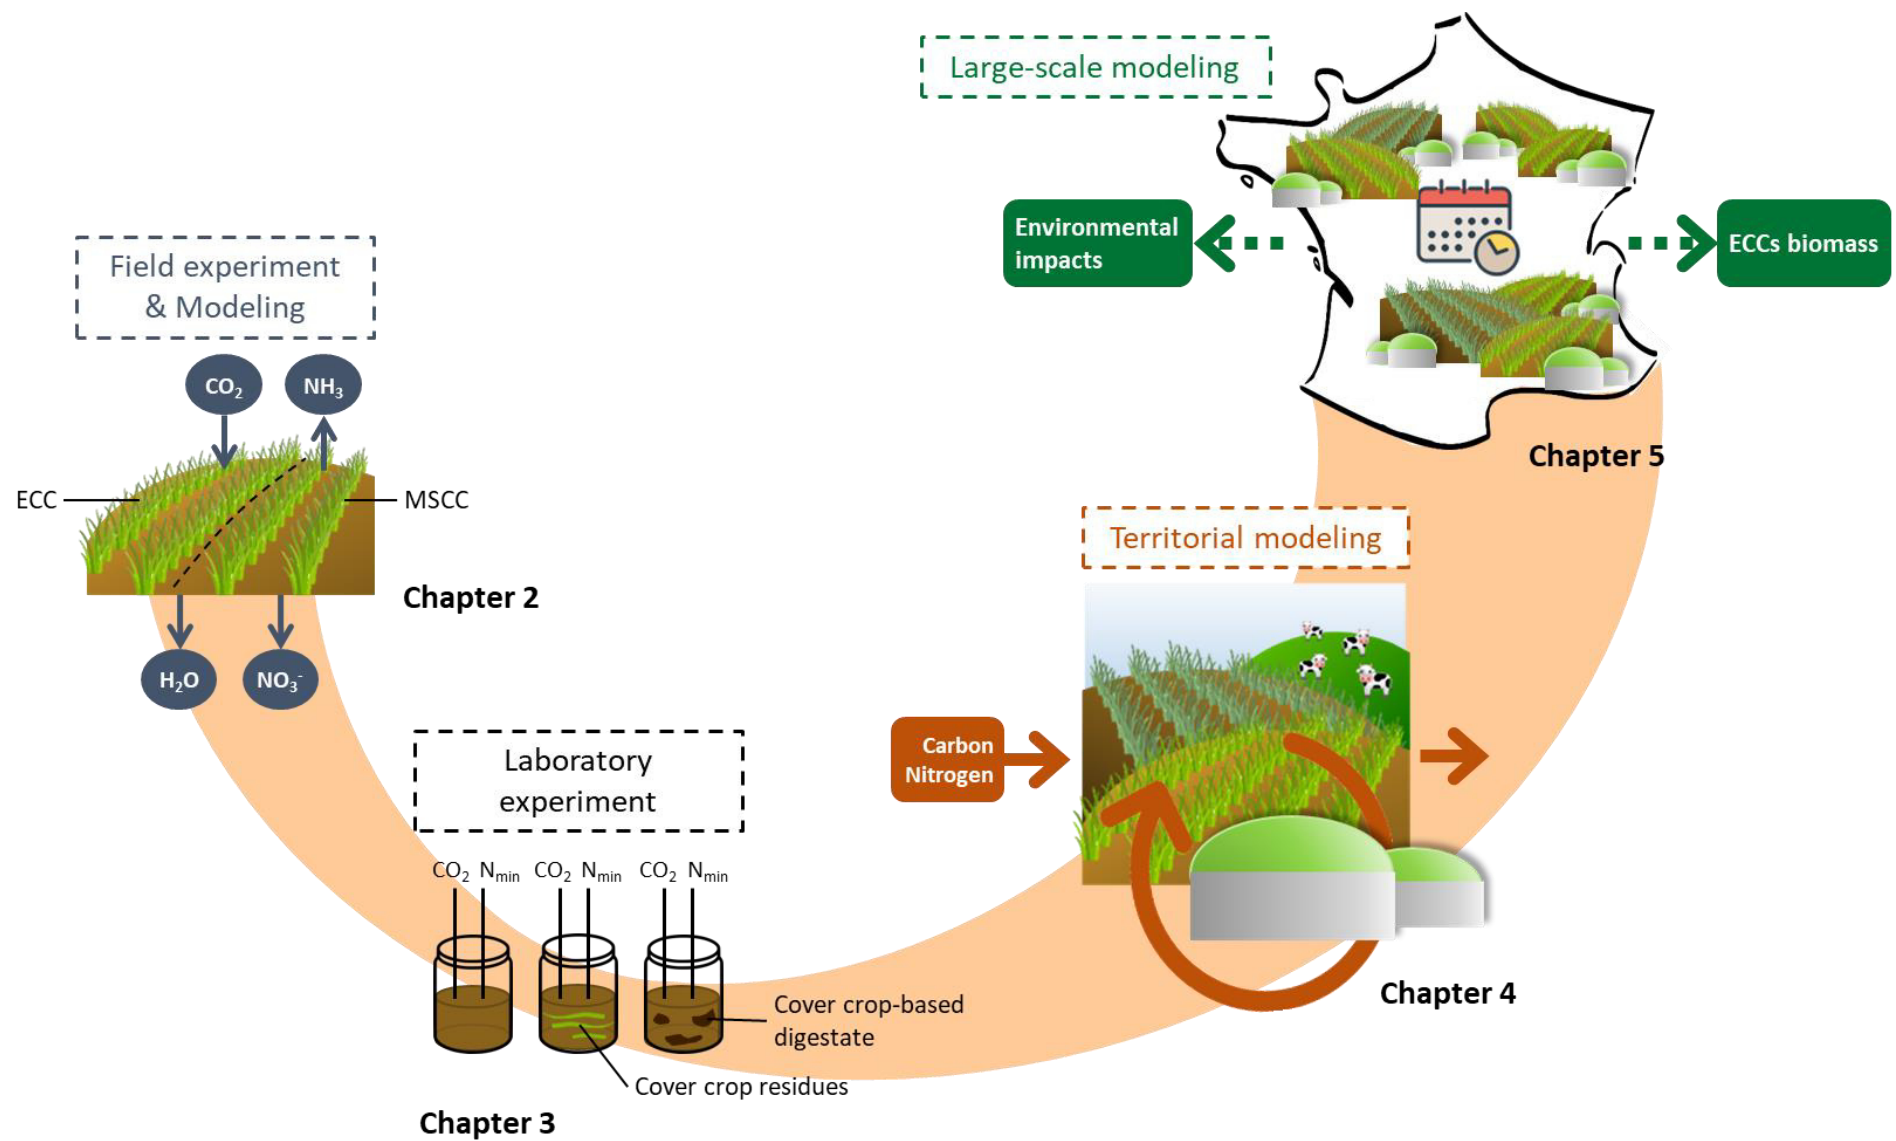 Field experiment
& Modeling
CO₂
NH₃
ECC
MSCC
Chapter 2
H₂O
NO₃⁻
Laboratory
experiment
CO₂ Nmin CO₂ Nmin CO₂ Nmin
Cover crop-based
digestate
Cover crop residues
Chapter 3
Territorial modeling
Carbon
Nitrogen
Chapter 4
Large-scale modeling
Environmental
impacts
ECCs biomass
Chapter 5